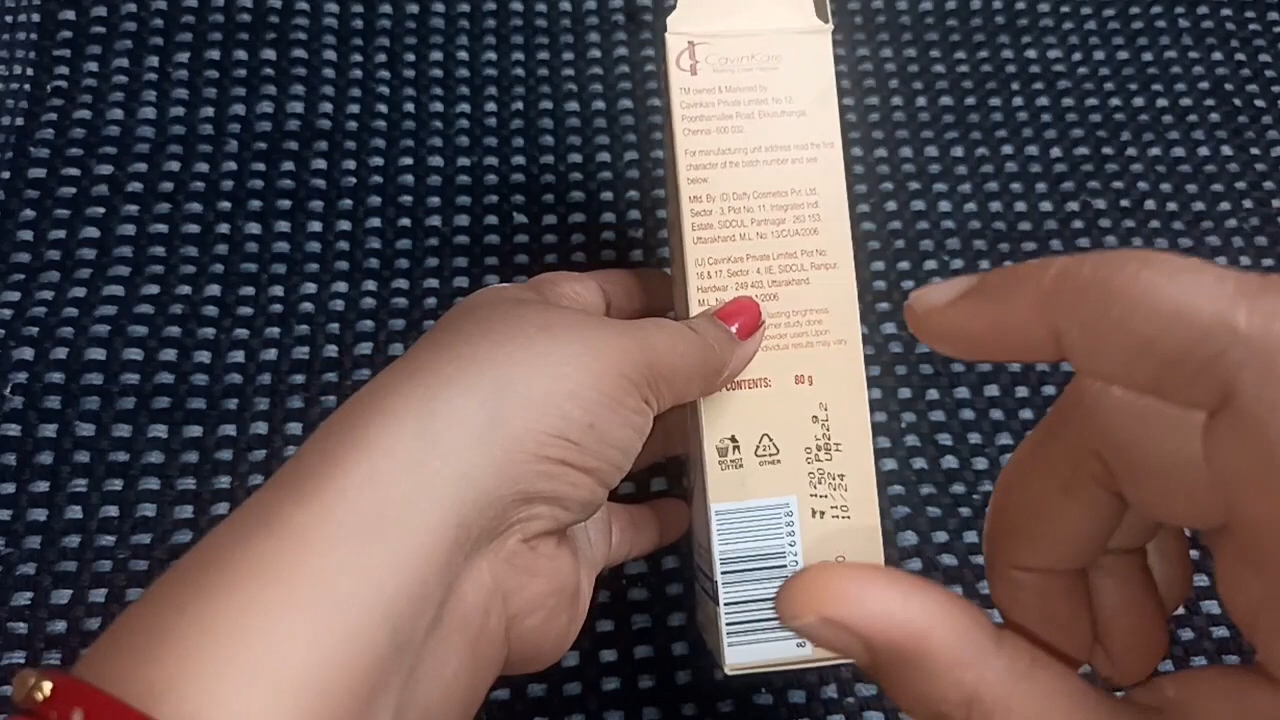 CavinKare
TM owned & Marketed by
CavinKare Private Limited, No 12,
Poonthamallee Road, Ekkatuthangal,
Chennai-600 032.
For manufacturing unit address read the first
character of the batch number and see
below.
Mfd. By: (D) Daffy Cosmetics Pvt. Ltd.
Sector - 3, Plot No. 11, Integrated Indl.
Estate, SIDCUL, Pantnagar - 263 153,
Uttarakhand. M.L. No: 13/C/UA/2006
(U) CavinKare Private Limited, Plot No:
16 & 17, Sector - 4, IIE, SIDCUL, Ranipur,
Haridwar - 249 403, Uttarakhand.
M.L. No. /2006
lasting brightness
study done
powder users Upon
individual results may vary
CONTENTS: 80 g
DO NOT
LITTER
21
OTHER
₹ 120.00
₹ 1.50 Per g
11/22 UB22L2
10/24 H
026888
8